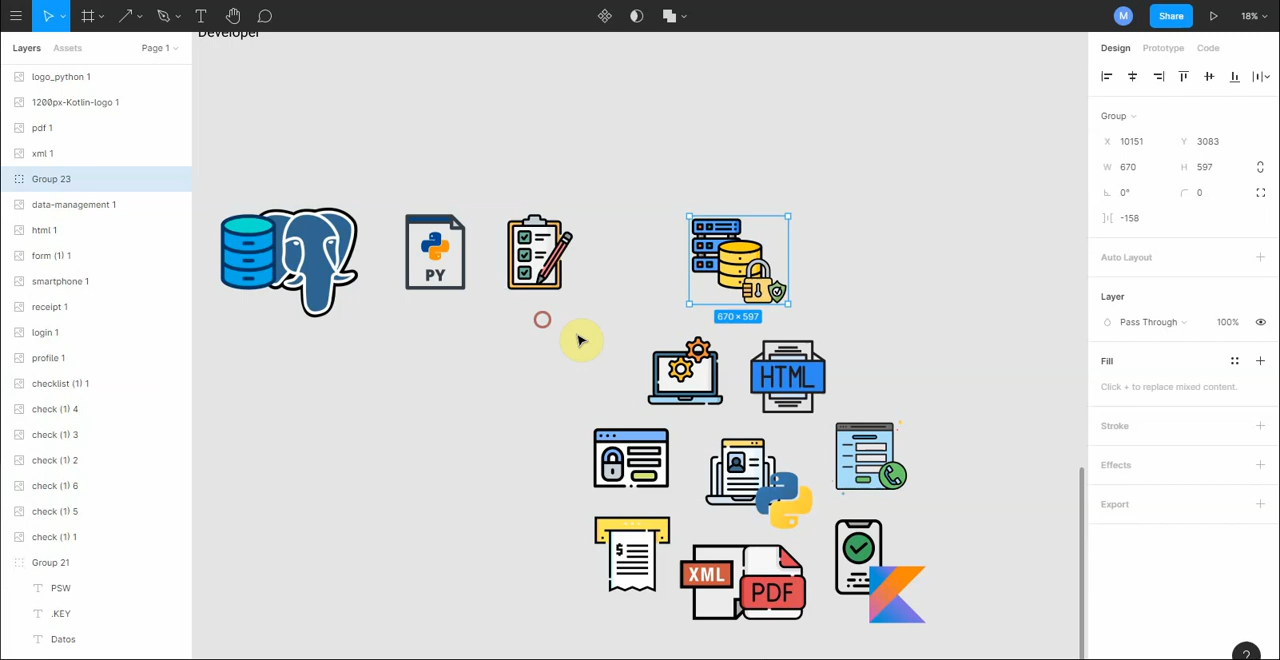 M
Share
18%
Layers
Assets
Page 1
Developer
Design
Prototype
Code
logo_python 1
1200px-Kotlin-logo 1
pdf 1
xml 1
Group 23
data-management 1
html 1
form (1) 1
smartphone 1
receipt 1
login 1
profile 1
checklist (1) 1
check (1) 4
check (1) 3
check (1) 2
check (1) 6
check (1) 5
check (1) 1
Group 21
PSW
.KEY
Datos
PY
670 × 597
HTML
$
XML
PDF
Group
X 10151 Y 3083
W 670 H 597
0° 0
-158
Auto Layout
Layer
Pass Through 100%
Fill
Click + to replace mixed content.
Stroke
Effects
Export
?